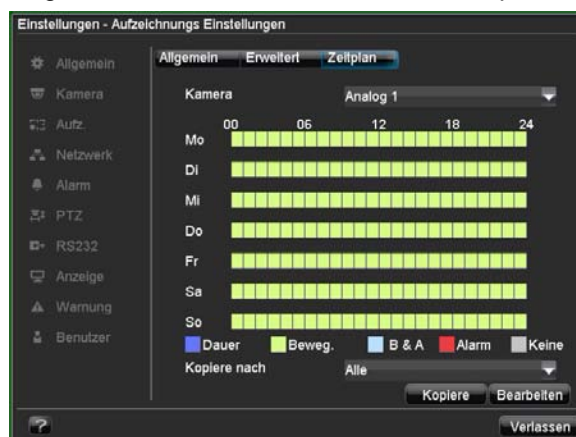 Einstellungen - Aufzeichnungs Einstellungen
Allgemein Erweitert Zeitplan
Allgemein
Kamera
Aufz.
Netzwerk
Alarm
PTZ
RS232
Anzeige
Warnung
Benutzer
Kamera Analog 1
00 06 12 18 24
Mo
Di
Mi
Do
Fr
Sa
So
Dauer Beweg. B & A Alarm Keine
Kopiere nach Alle
Kopiere Bearbeiten
? Verlassen